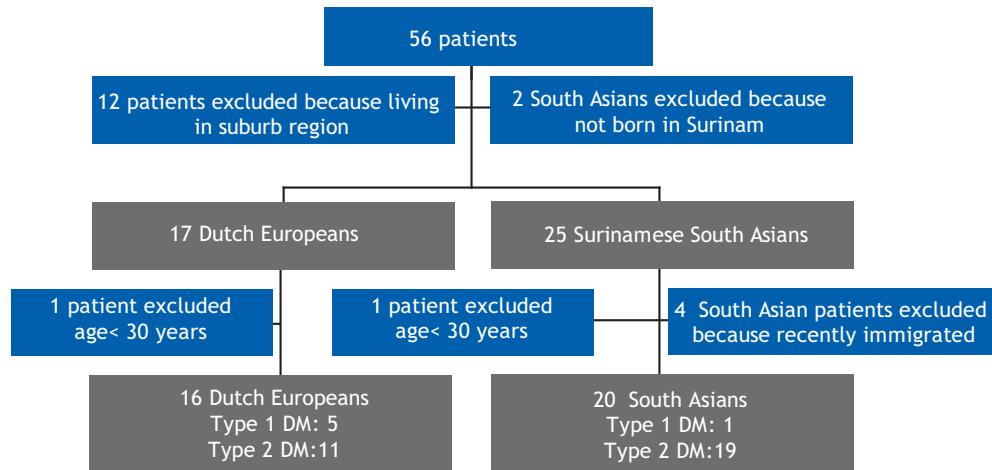 56 patients
12 patients excluded because living
in suburb region
2 South Asians excluded because
not born in Surinam
17 Dutch Europeans
25 Surinamese South Asians
1 patient excluded
age< 30 years
1 patient excluded
age< 30 years
4 South Asian patients excluded
because recently immigrated
16 Dutch Europeans
Type 1 DM: 5
Type 2 DM:11
20 South Asians
Type 1 DM: 1
Type 2 DM:19